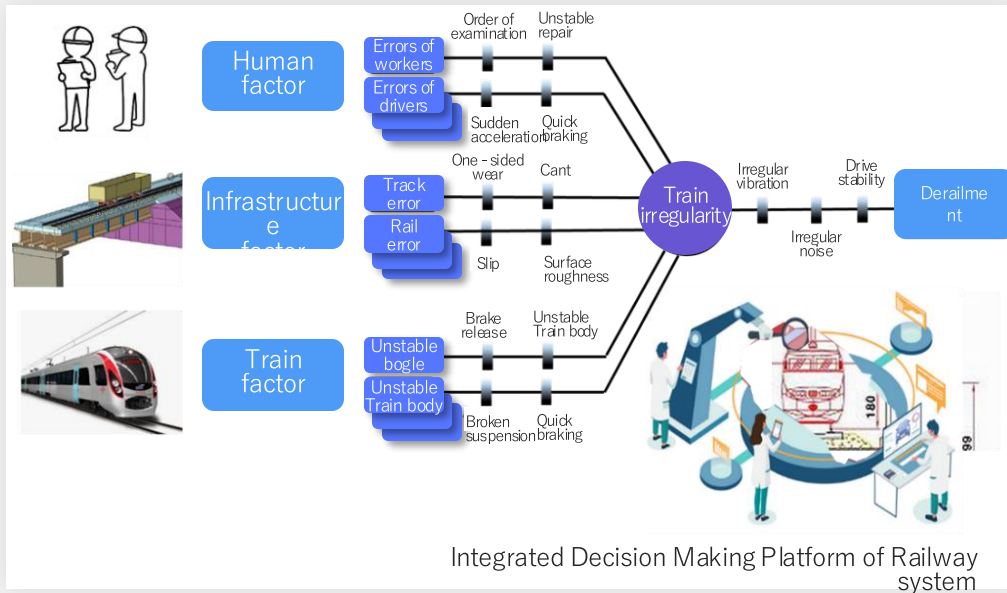 Order of
examination
Unstable
repair
Human
factor
Errors of
workers
Errors of
drivers
Sudden
acceleration
Quick
braking
One - sided
wear
Cant
Infrastructur
e
factor
Track
error
Rail
error
Slip
Surface
roughness
Train
irregularity
Irregular
vibration
Drive
stability
Irregular
noise
Derailme
nt
Brake
release
Unstable
Train body
Train
factor
Unstable
bogle
Unstable
Train body
Broken
suspension
Quick
braking
180
99
Integrated Decision Making Platform of Railway
system